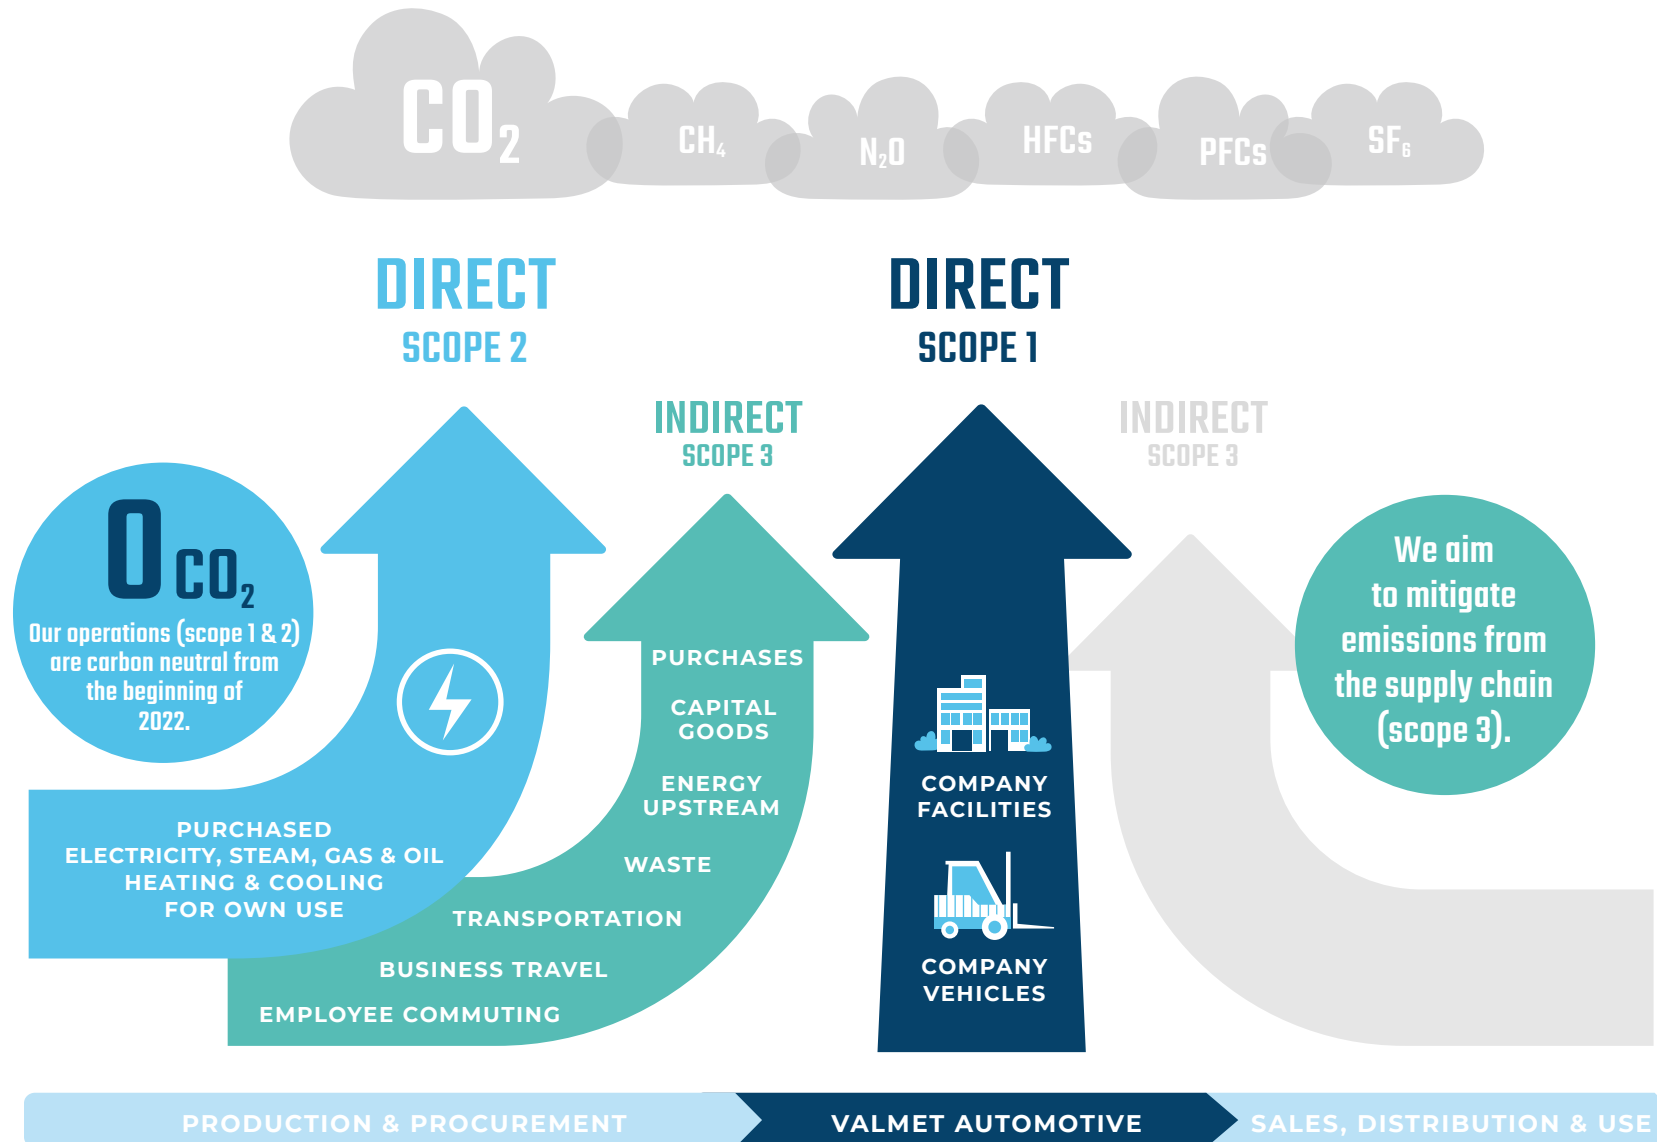 CO₂
CH₄
N₂O
HFCs
PFCs
SF₆
DIRECT
SCOPE 2
DIRECT
SCOPE 1
INDIRECT
SCOPE 3
INDIRECT
SCOPE 3
0 CO₂
Our operations (scope 1 & 2)
are carbon neutral from
the beginning of
2022.
We aim
to mitigate
emissions from
the supply chain
(scope 3).
PURCHASED
ELECTRICITY, STEAM, GAS & OIL
HEATING & COOLING
FOR OWN USE
PURCHASES
CAPITAL
GOODS
ENERGY
UPSTREAM
WASTE
TRANSPORTATION
BUSINESS TRAVEL
EMPLOYEE COMMUTING
COMPANY
FACILITIES
COMPANY
VEHICLES
PRODUCTION & PROCUREMENT
VALMET AUTOMOTIVE
SALES, DISTRIBUTION & USE